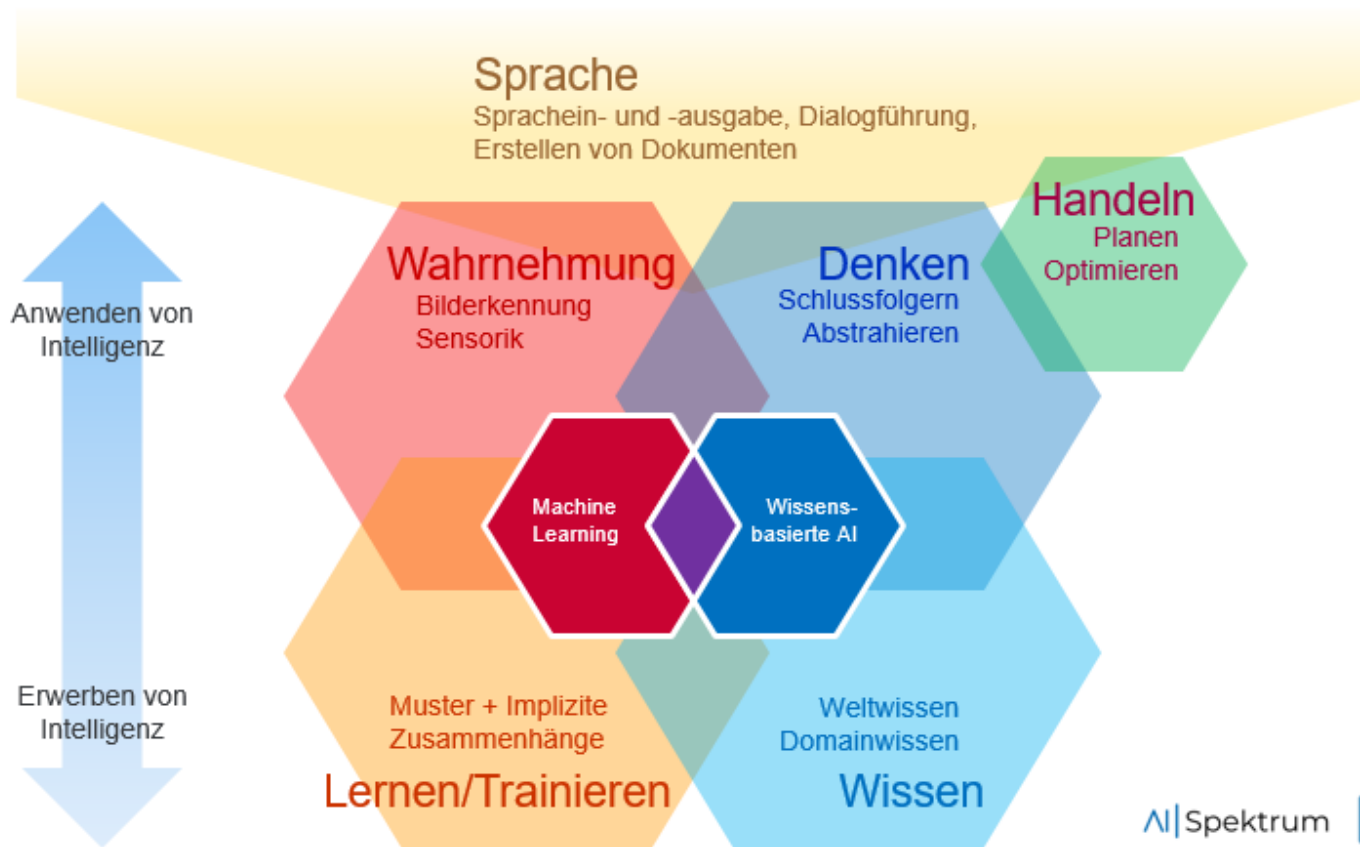 Sprache
Sprachein- und -ausgabe, Dialogführung,
Erstellen von Dokumenten
Handeln
Planen
Optimieren
Wahrnehmung
Bilderkennung
Sensorik
Denken
Schlussfolgern
Abstrahieren
Anwenden von
Intelligenz
Machine
Learning
Wissens-
basierte AI
Erwerben von
Intelligenz
Muster + Implizite
Zusammenhänge
Lernen/Trainieren
Weltwissen
Domainwissen
Wissen
AI|Spektrum